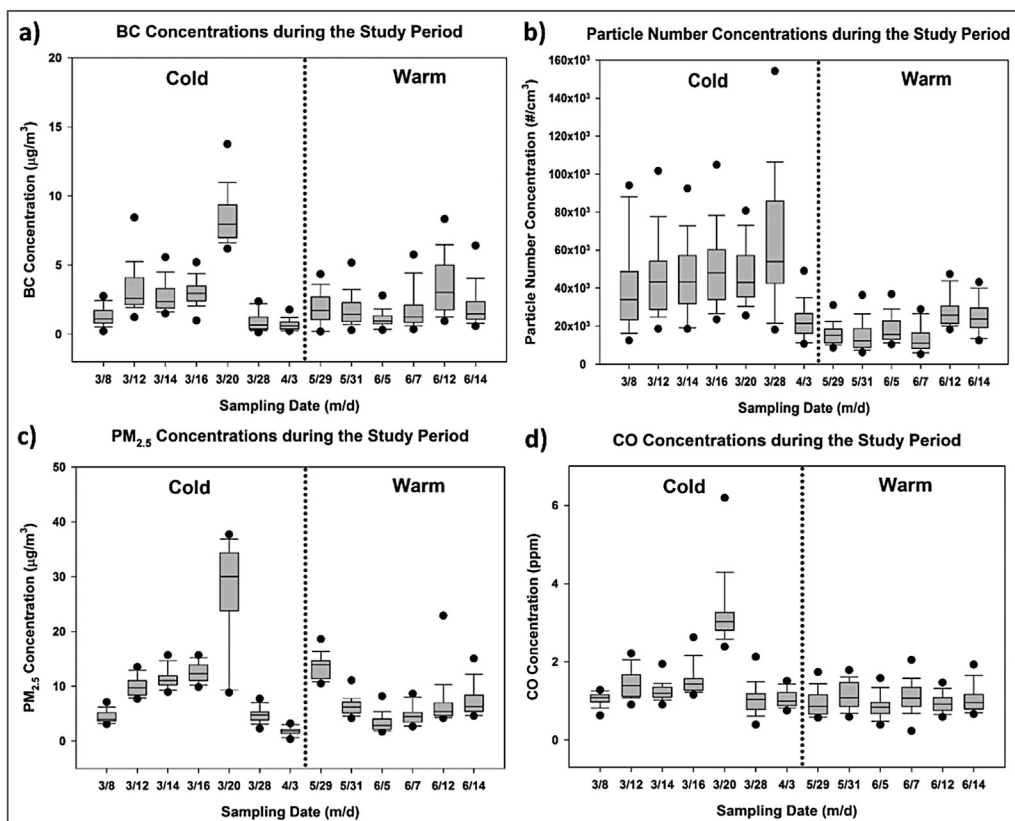 a)
BC Concentrations during the Study Period
20
15
10
5
0
BC Concentration (µg/m³)
Cold
Warm
3/8 3/12 3/14 3/16 3/20 3/28 4/3 5/29 5/31 6/5 6/7 6/12 6/14
Sampling Date (m/d)
b)
Particle Number Concentrations during the Study Period
160x10³
140x10³
120x10³
100x10³
80x10³
60x10³
40x10³
20x10³
0
Particle Number Concentration (#/cm³)
Cold
Warm
3/8 3/12 3/14 3/16 3/20 3/28 4/3 5/29 5/31 6/5 6/7 6/12 6/14
Sampling Date (m/d)
c)
PM₂.₅ Concentrations during the Study Period
50
40
30
20
10
0
PM₂.₅ Concentration (µg/m³)
Cold
Warm
3/8 3/12 3/14 3/16 3/20 3/28 4/3 5/29 5/31 6/5 6/7 6/12 6/14
Sampling Date (m/d)
d)
CO Concentrations during the Study Period
6
4
2
0
CO Concentration (ppm)
Cold
Warm
3/8 3/12 3/14 3/16 3/20 3/28 4/3 5/29 5/31 6/5 6/7 6/12 6/14
Sampling Date (m/d)